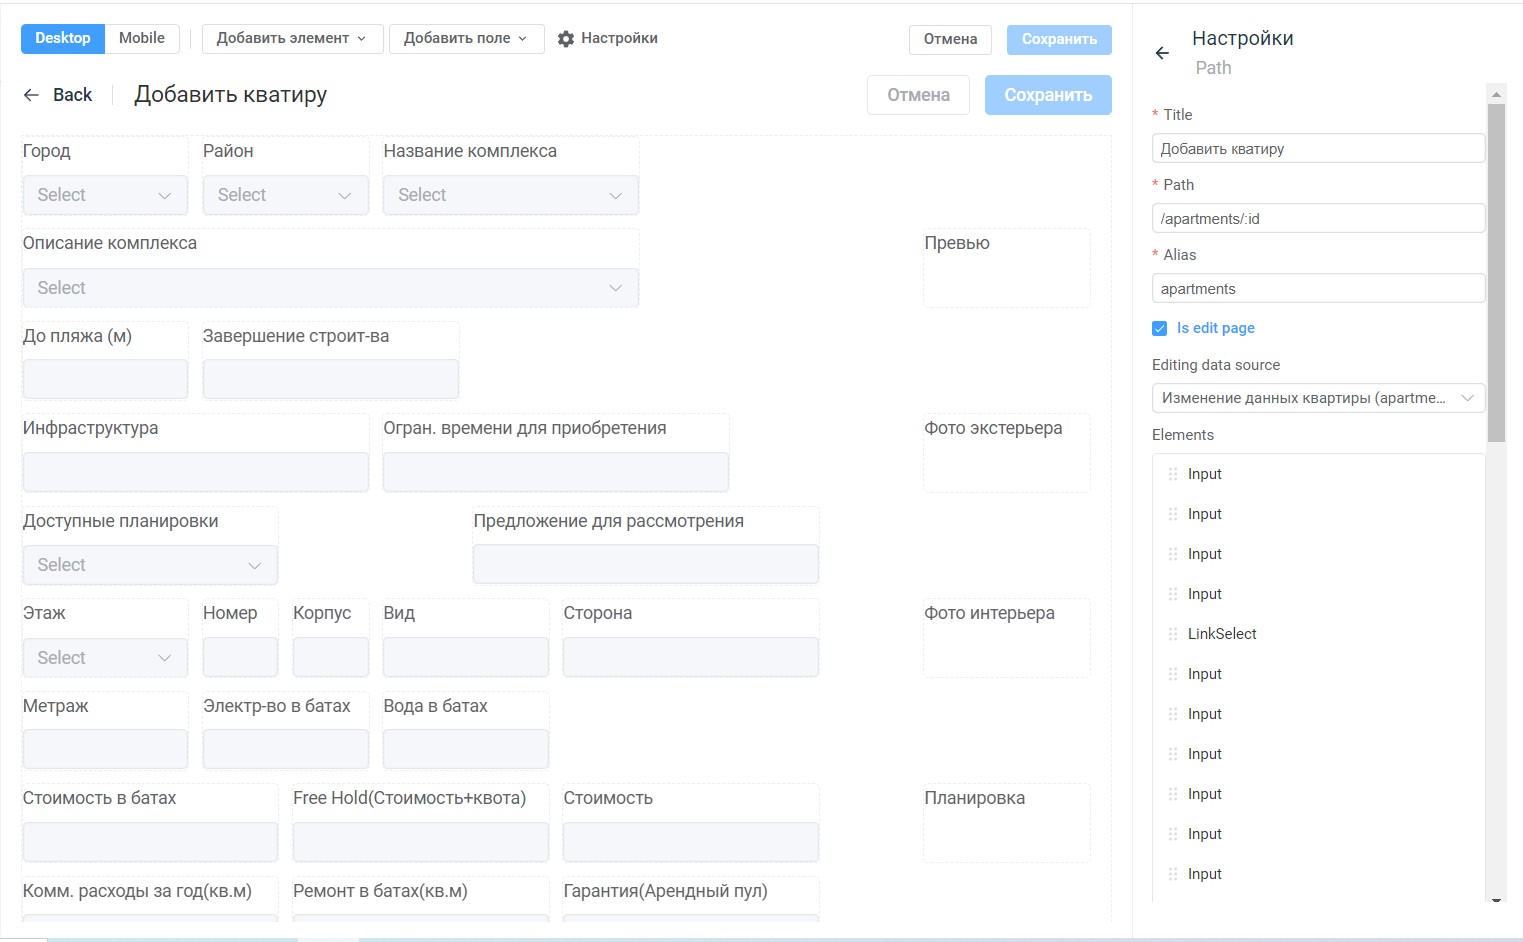 Desktop Mobile Добавить элемент Добавить поле Настройки Отмена Сохранить
Back Добавить кватиру Отмена Сохранить
Город Район Название комплекса
Select Select Select
Описание комплекса Превью
Select
До пляжа (м) Завершение строит-ва
Инфраструктура Огран. времени для приобретения Фото экстерьера
Доступные планировки Предложение для рассмотрения
Select
Этаж Номер Корпус Вид Сторона Фото интерьера
Select
Метраж Электр-во в батах Вода в батах
Стоимость в батах Free Hold(Стоимость+квота) Стоимость Планировка
Комм. расходы за год(кв.м) Ремонт в батах(кв.м) Гарантия(Арендный пул)
Настройки
Path
* Title
Добавить кватиру
* Path
/apartments/:id
* Alias
apartments
Is edit page
Editing data source
Изменение данных квартиры (apartme...
Elements
Input
Input
Input
Input
LinkSelect
Input
Input
Input
Input
Input
Input